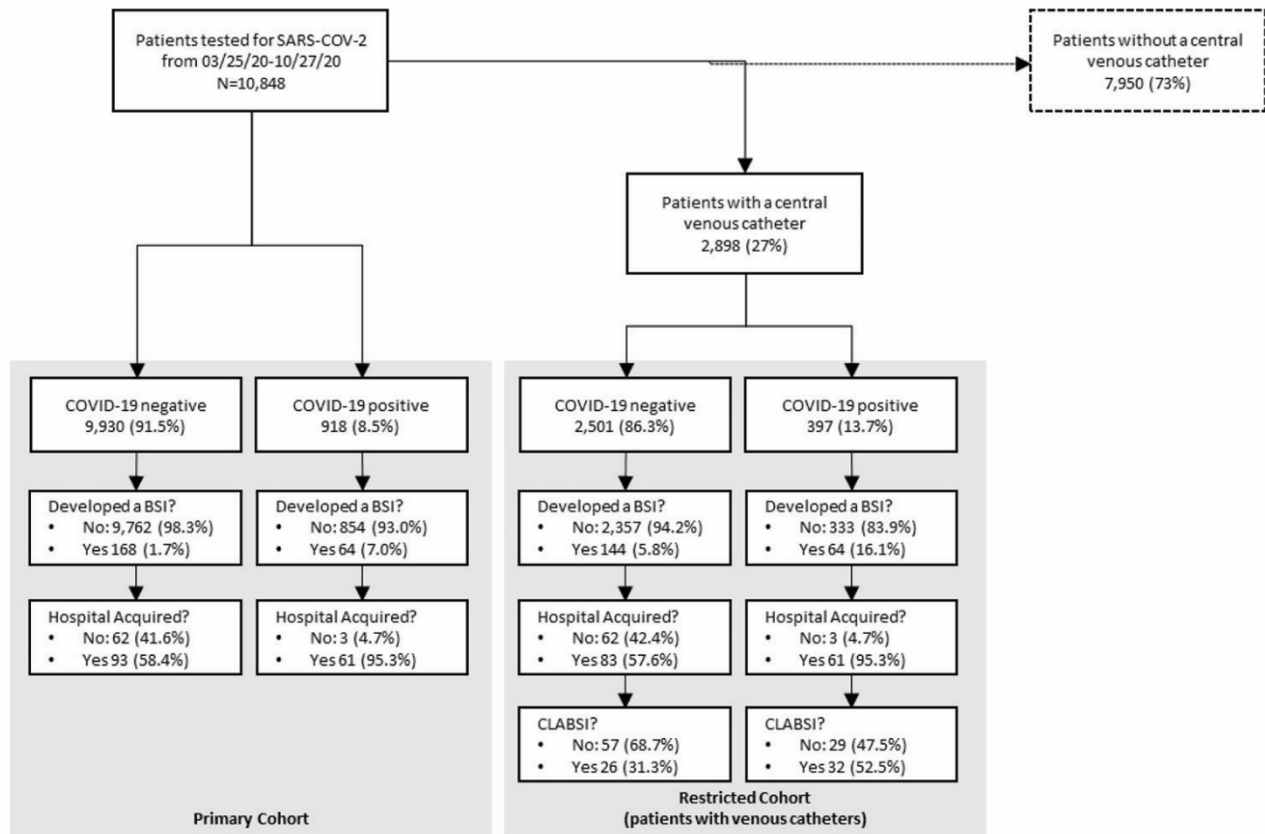 Patients tested for SARS-COV-2
from 03/25/20-10/27/20
N=10,848
Patients without a central
venous catheter
7,950 (73%)
Patients with a central
venous catheter
2,898 (27%)
COVID-19 negative
9,930 (91.5%)
COVID-19 positive
918 (8.5%)
COVID-19 negative
2,501 (86.3%)
COVID-19 positive
397 (13.7%)
Developed a BSI?
• No: 9,762 (98.3%)
• Yes 168 (1.7%)
Developed a BSI?
• No: 854 (93.0%)
• Yes 64 (7.0%)
Developed a BSI?
• No: 2,357 (94.2%)
• Yes 144 (5.8%)
Developed a BSI?
• No: 333 (83.9%)
• Yes 64 (16.1%)
Hospital Acquired?
• No: 62 (41.6%)
• Yes 93 (58.4%)
Hospital Acquired?
• No: 3 (4.7%)
• Yes 61 (95.3%)
Hospital Acquired?
• No: 62 (42.4%)
• Yes 83 (57.6%)
Hospital Acquired?
• No: 3 (4.7%)
• Yes 61 (95.3%)
CLABSI?
• No: 57 (68.7%)
• Yes 26 (31.3%)
CLABSI?
• No: 29 (47.5%)
• Yes 32 (52.5%)
Primary Cohort
Restricted Cohort
(patients with venous catheters)